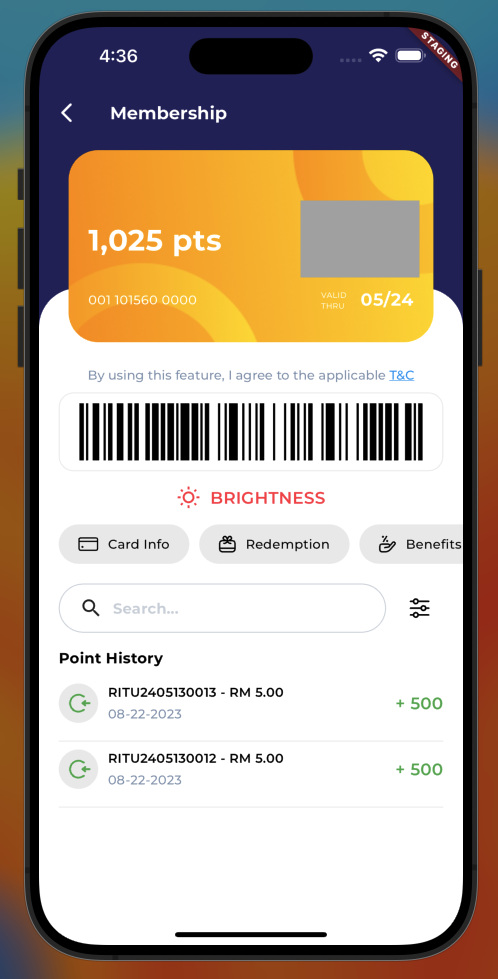 4:36
STAGING
Membership
1,025 pts
001 101560 0000
VALID
THRU
05/24
By using this feature, I agree to the applicable T&C
BRIGHTNESS
Card Info
Redemption
Benefits
Search...
Point History
RITU2405130013 - RM 5.00
08-22-2023
+ 500
RITU2405130012 - RM 5.00
08-22-2023
+ 500